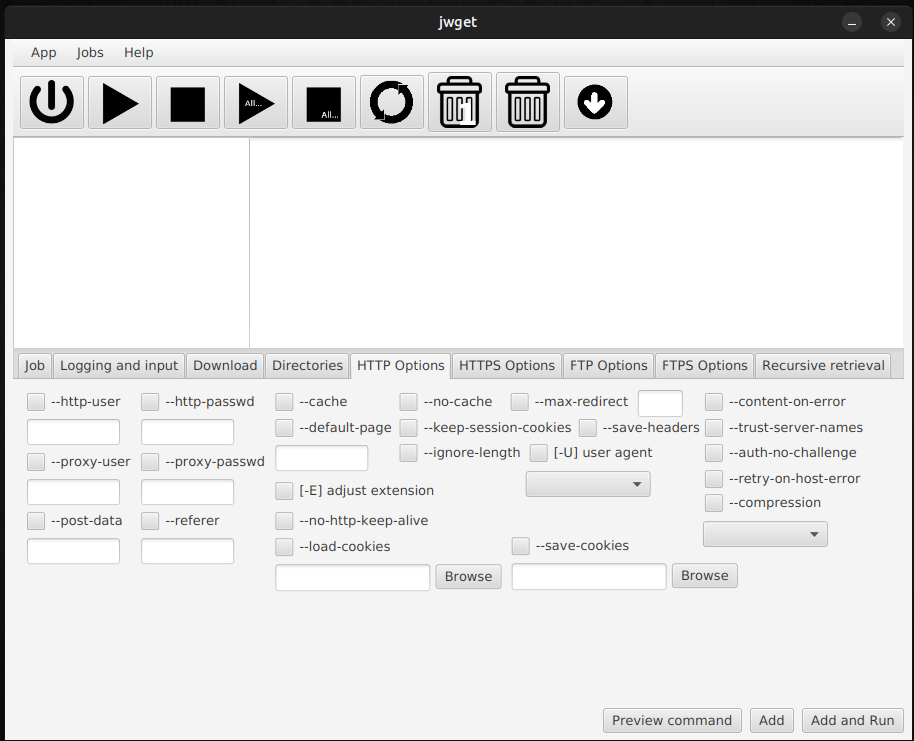 jwget
App Jobs Help
All... All...
Job Logging and input Download Directories HTTP Options HTTPS Options FTP Options FTPS Options Recursive retrieval
--http-user --http-passwd --cache --no-cache --max-redirect --content-on-error
--default-page --keep-session-cookies --save-headers --trust-server-names
--proxy-user --proxy-passwd --ignore-length [-U] user agent --auth-no-challenge
[-E] adjust extension --retry-on-host-error
--compression
--post-data --referer --no-http-keep-alive
--load-cookies --save-cookies
Browse Browse
Preview command Add Add and Run